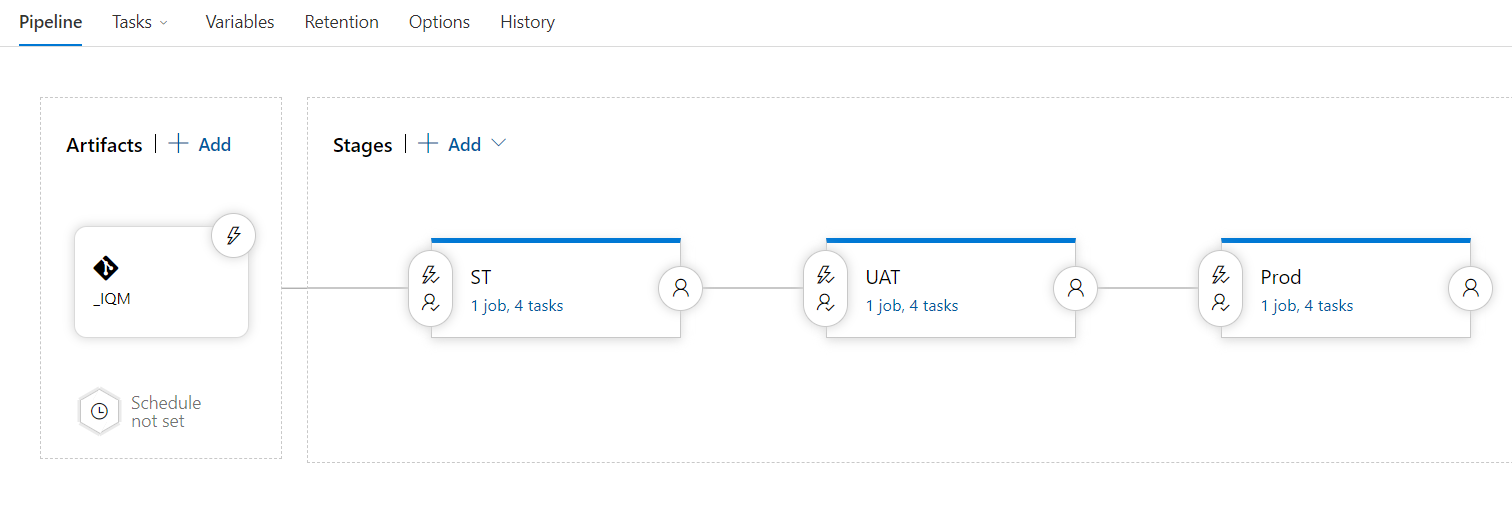 Pipeline Tasks Variables Retention Options History
Artifacts | Add
Stages | Add
_IQM
ST
1 job, 4 tasks
UAT
1 job, 4 tasks
Prod
1 job, 4 tasks
Schedule
not set